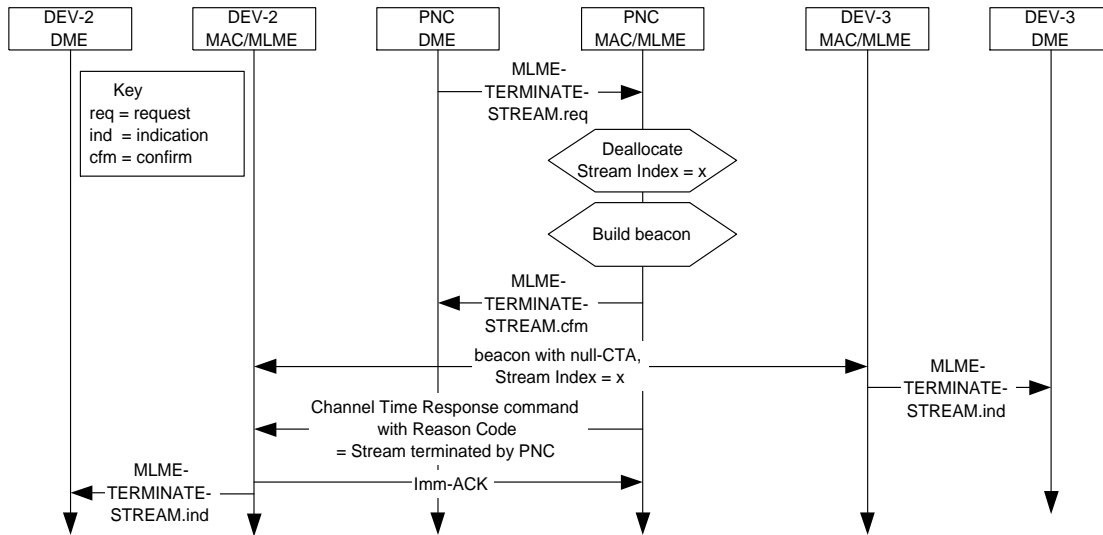 DEV-2
DME
DEV-2
MAC/MLME
PNC
DME
PNC
MAC/MLME
DEV-3
MAC/MLME
DEV-3
DME
Key
req = request
ind = indication
cfm = confirm
MLME-
TERMINATE-
STREAM.req
Deallocate
Stream Index = x
Build beacon
MLME-
TERMINATE-
STREAM.cfm
beacon with null-CTA,
Stream Index = x
MLME-
TERMINATE-
STREAM.ind
Channel Time Response command
with Reason Code
= Stream terminated by PNC
Imm-ACK
MLME-
TERMINATE-
STREAM.ind